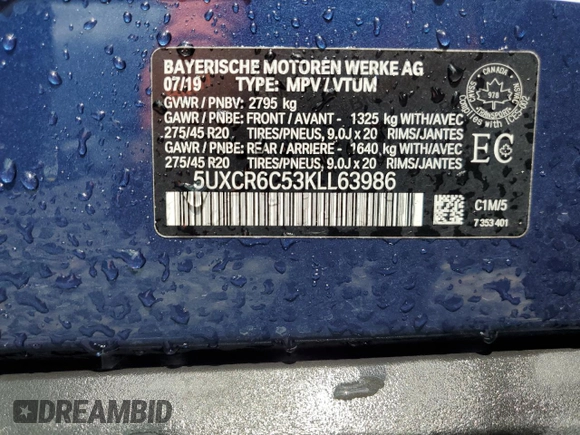 BAYERISCHE MOTOREN WERKE AG
07/19 TYPE: MPV / VTUM
GVWR / PNBV: 2795 kg
GAWR / PNBE: FRONT / AVANT - 1325 kg WITH/AVEC
275/45 R20 TIRES/PNEUS, 9.0J x 20 RIMS/JANTES
GAWR / PNBE: REAR / ARRIERE - 1640 kg WITH/AVEC
275/45 R20 TIRES/PNEUS, 9.0J x 20 RIMS/JANTES
5UXCR6C53KLL63986
CANADA
978
TRANSPORT
EC
C1M/5
7 353 401
DREAMBID